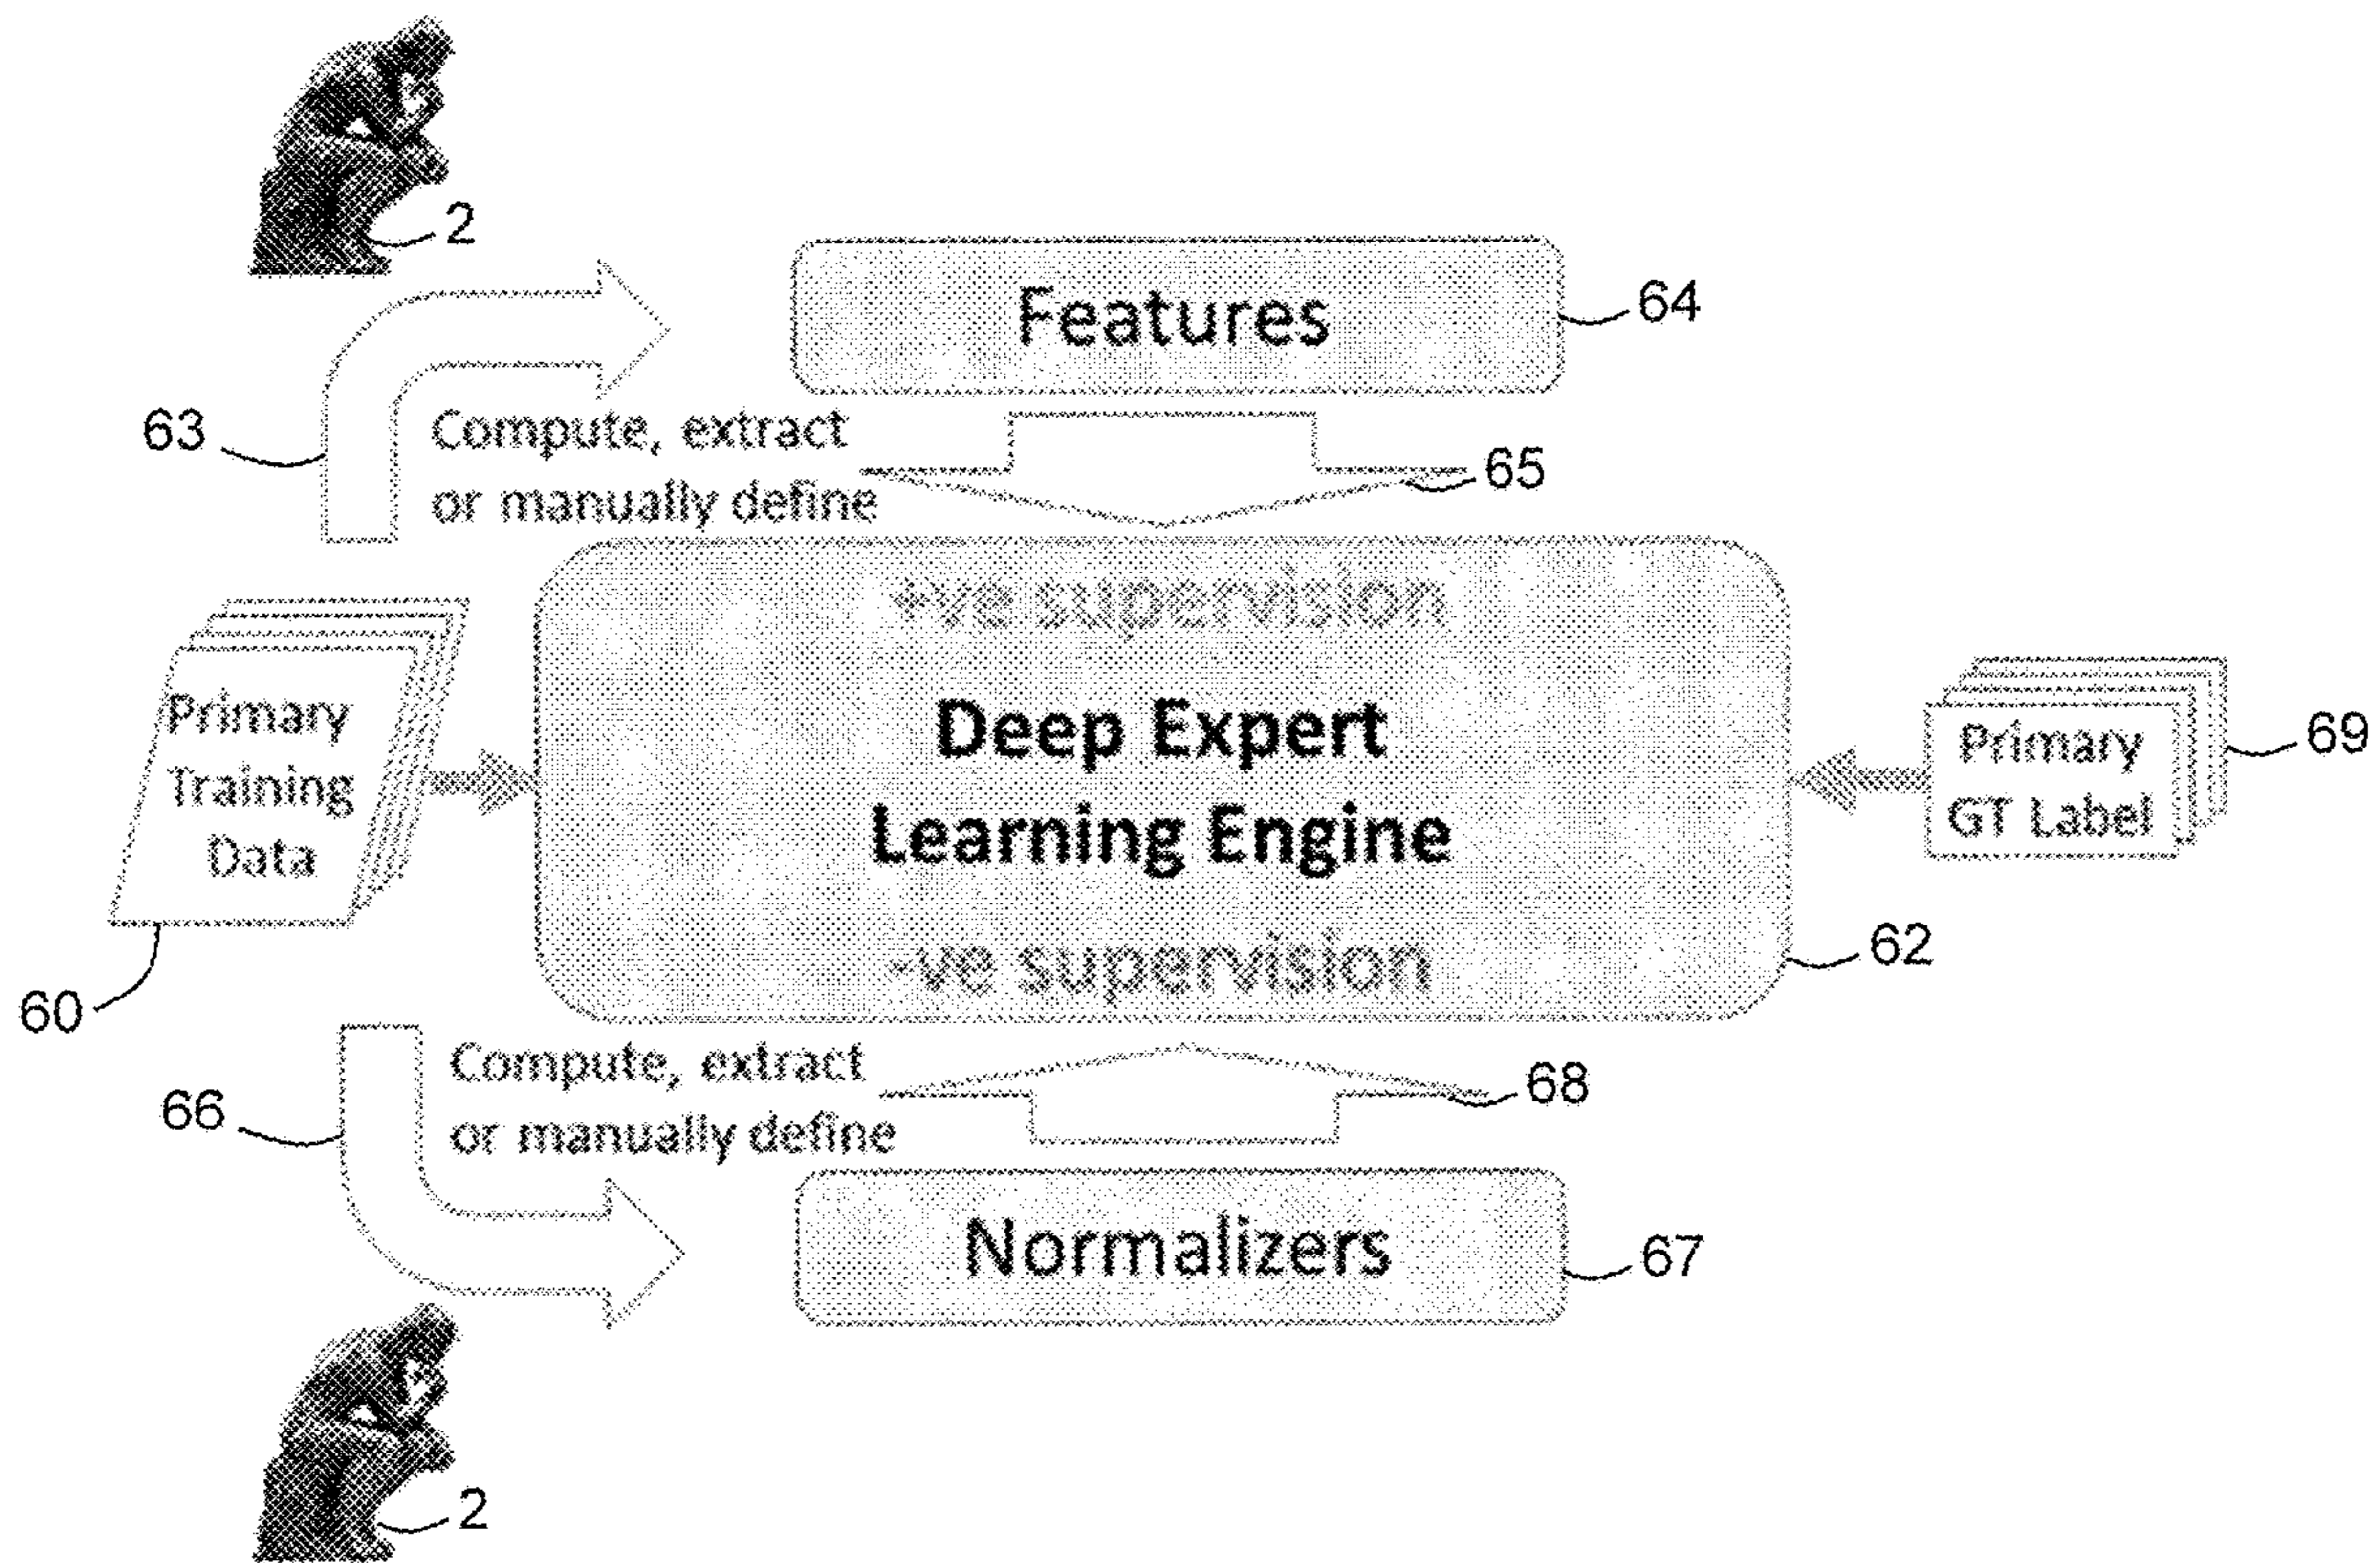 2
Features
64
63
Compute, extract
or manually define
65
+ve supervision
Primary
Training
Data
Deep Expert
Learning Engine
Primary
GT Label
69
-ve supervision
62
60
Compute, extract
or manually define
66
68
Normalizers
67
2